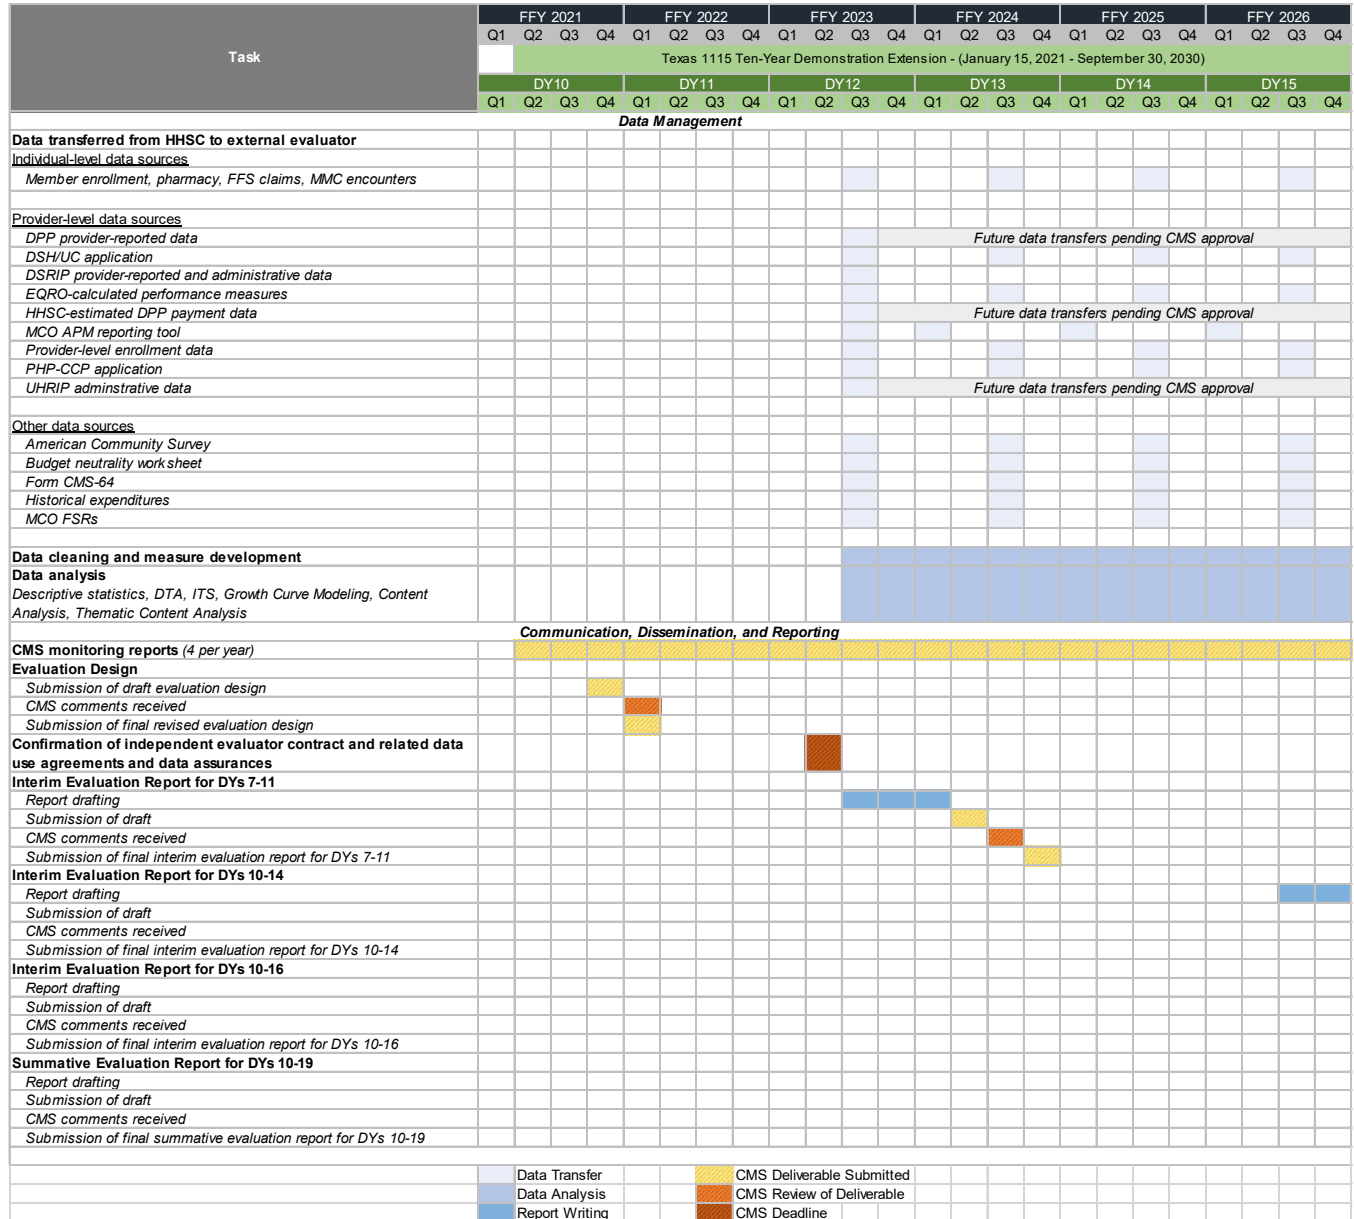 FFY 2021 FFY 2022 FFY 2023 FFY 2024 FFY 2025 FFY 2026
Q1 Q2 Q3 Q4 Q1 Q2 Q3 Q4 Q1 Q2 Q3 Q4 Q1 Q2 Q3 Q4 Q1 Q2 Q3 Q4 Q1 Q2 Q3 Q4
Task
Texas 1115 Ten-Year Demonstration Extension - (January 15, 2021 - September 30, 2030)
DY10 DY11 DY12 DY13 DY14 DY15
Q1 Q2 Q3 Q4 Q1 Q2 Q3 Q4 Q1 Q2 Q3 Q4 Q1 Q2 Q3 Q4 Q1 Q2 Q3 Q4 Q1 Q2 Q3 Q4
Data Management
Data transferred from HHSC to external evaluator
Individual-level data sources
Member enrollment, pharmacy, FFS claims, MMC encounters
Provider-level data sources
DPP provider-reported data Future data transfers pending CMS approval
DSH/UC application
DSRIP provider-reported and administrative data
EQRO-calculated performance measures
HHSC-estimated DPP payment data Future data transfers pending CMS approval
MCO APM reporting tool
Provider-level enrollment data
PHP-CCP application
UHRIP adminstrative data Future data transfers pending CMS approval
Other data sources
American Community Survey
Budget neutrality worksheet
Form CMS-64
Historical expenditures
MCO FSRs
Data cleaning and measure development
Data analysis
Descriptive statistics, DTA, ITS, Growth Curve Modeling, Content
Analysis, Thematic Content Analysis
Communication, Dissemination, and Reporting
CMS monitoring reports (4 per year)
Evaluation Design
Submission of draft evaluation design
CMS comments received
Submission of final revised evaluation design
Confirmation of independent evaluator contract and related data
use agreements and data assurances
Interim Evaluation Report for DYs 7-11
Report drafting
Submission of draft
CMS comments received
Submission of final interim evaluation report for DYs 7-11
Interim Evaluation Report for DYs 10-14
Report drafting
Submission of draft
CMS comments received
Submission of final interim evaluation report for DYs 10-14
Interim Evaluation Report for DYs 10-16
Report drafting
Submission of draft
CMS comments received
Submission of final interim evaluation report for DYs 10-16
Summative Evaluation Report for DYs 10-19
Report drafting
Submission of draft
CMS comments received
Submission of final summative evaluation report for DYs 10-19
Data Transfer CMS Deliverable Submitted
Data Analysis CMS Review of Deliverable
Report Writing CMS Deadline